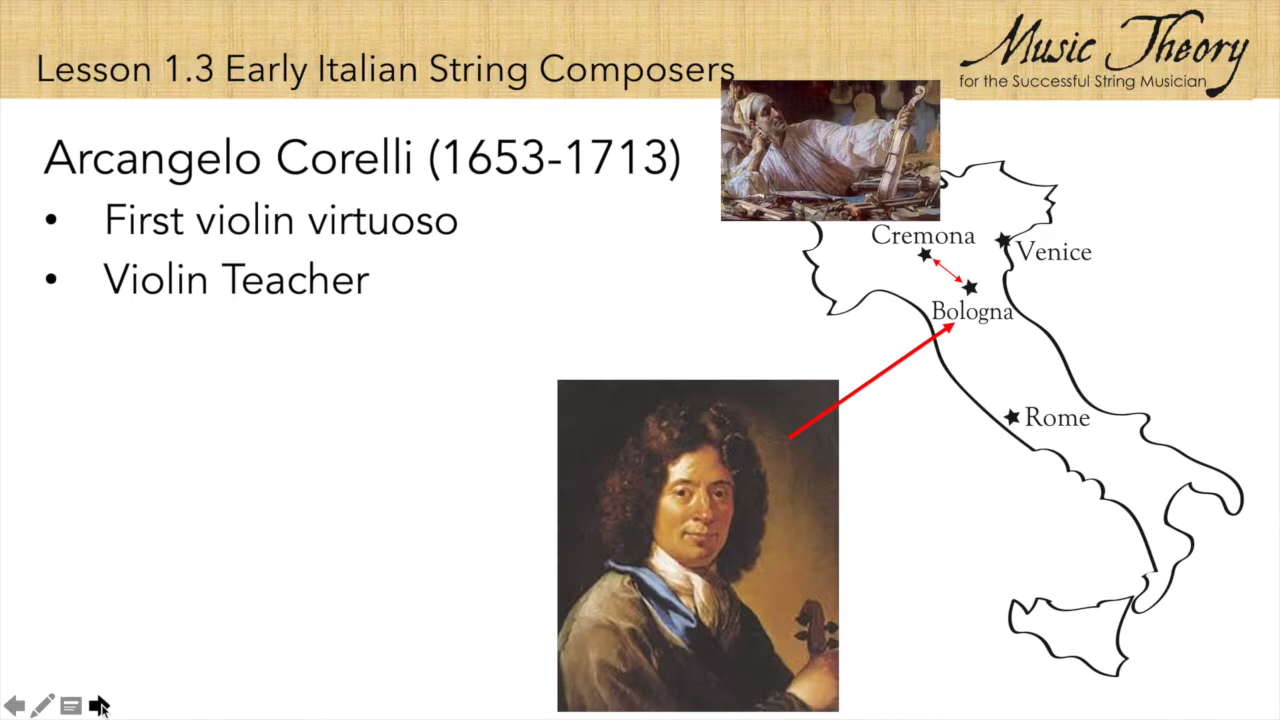 Lesson 1.3 Early Italian String Composers
Music Theory
for the Successful String Musician
Arcangelo Corelli (1653-1713)
• First violin virtuoso
• Violin Teacher
Cremona
Venice
Bologna
Rome